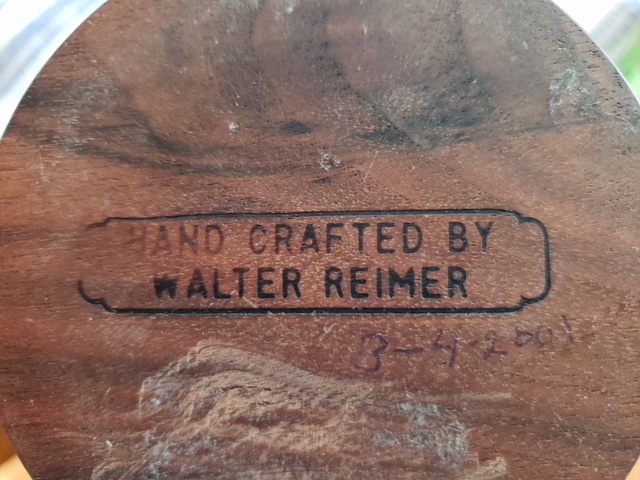 HAND CRAFTED BY
WALTER REIMER
3-4-2001